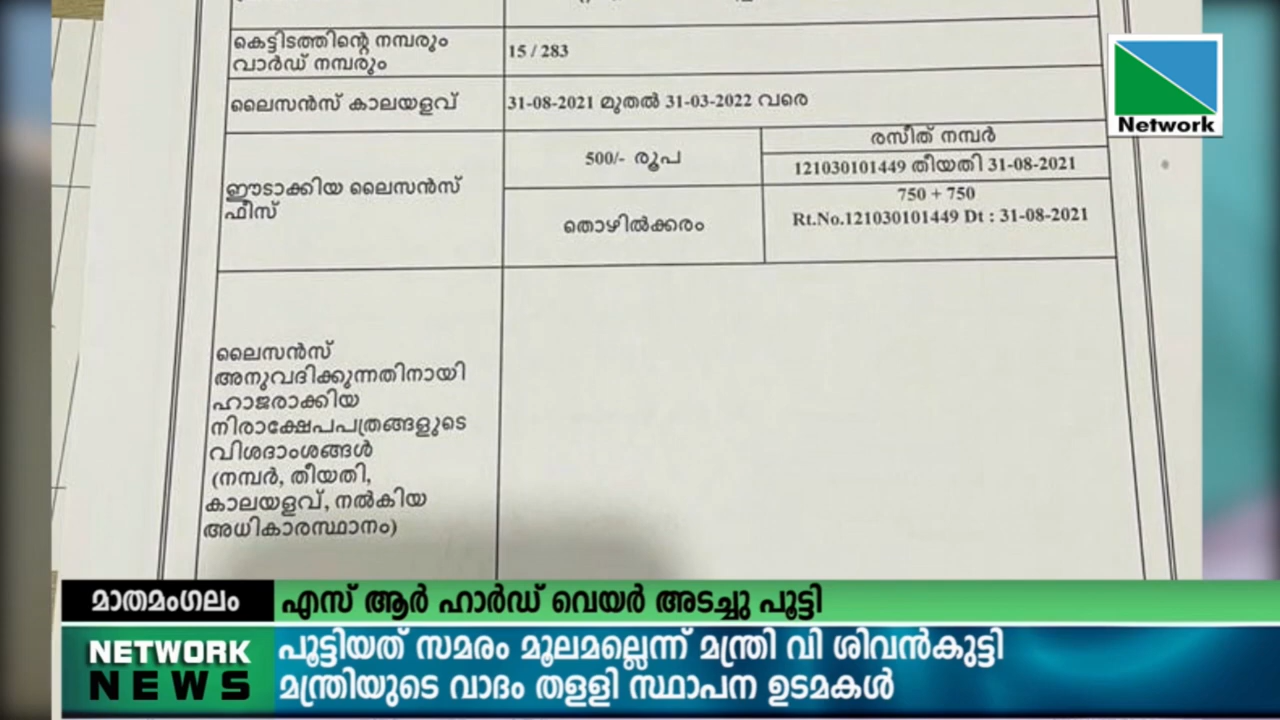 കെട്ടിടത്തിന്റെ നമ്പരും
വാർഡ് നമ്പരും
15 / 283
ലൈസൻസ് കാലയളവ്
31-08-2021 മുതൽ 31-03-2022 വരെ
ഈടാക്കിയ ലൈസൻസ്
ഫീസ്
500/- രൂപ
രസീത് നമ്പർ
121030101449 തീയതി 31-08-2021
തൊഴിൽക്കരം
750 + 750
Rt.No.121030101449 Dt : 31-08-2021
ലൈസൻസ്
അനുവദിക്കുന്നതിനായി
ഹാജരാക്കിയ
നിരാക്ഷേപപത്രങ്ങളുടെ
വിശദാംശങ്ങൾ
(നമ്പർ, തീയതി,
കാലയളവ്, നൽകിയ
അധികാരസ്ഥാനം)
Network
മാതമംഗലം
എസ് ആർ ഹാർഡ് വെയർ അടച്ചു പൂട്ടി
NETWORK
NEWS
പൂട്ടിയത് സമരം മൂലമല്ലെന്ന് മന്ത്രി വി ശിവൻകുട്ടി
മന്ത്രിയുടെ വാദം തള്ളി സ്ഥാപന ഉടമകൾ